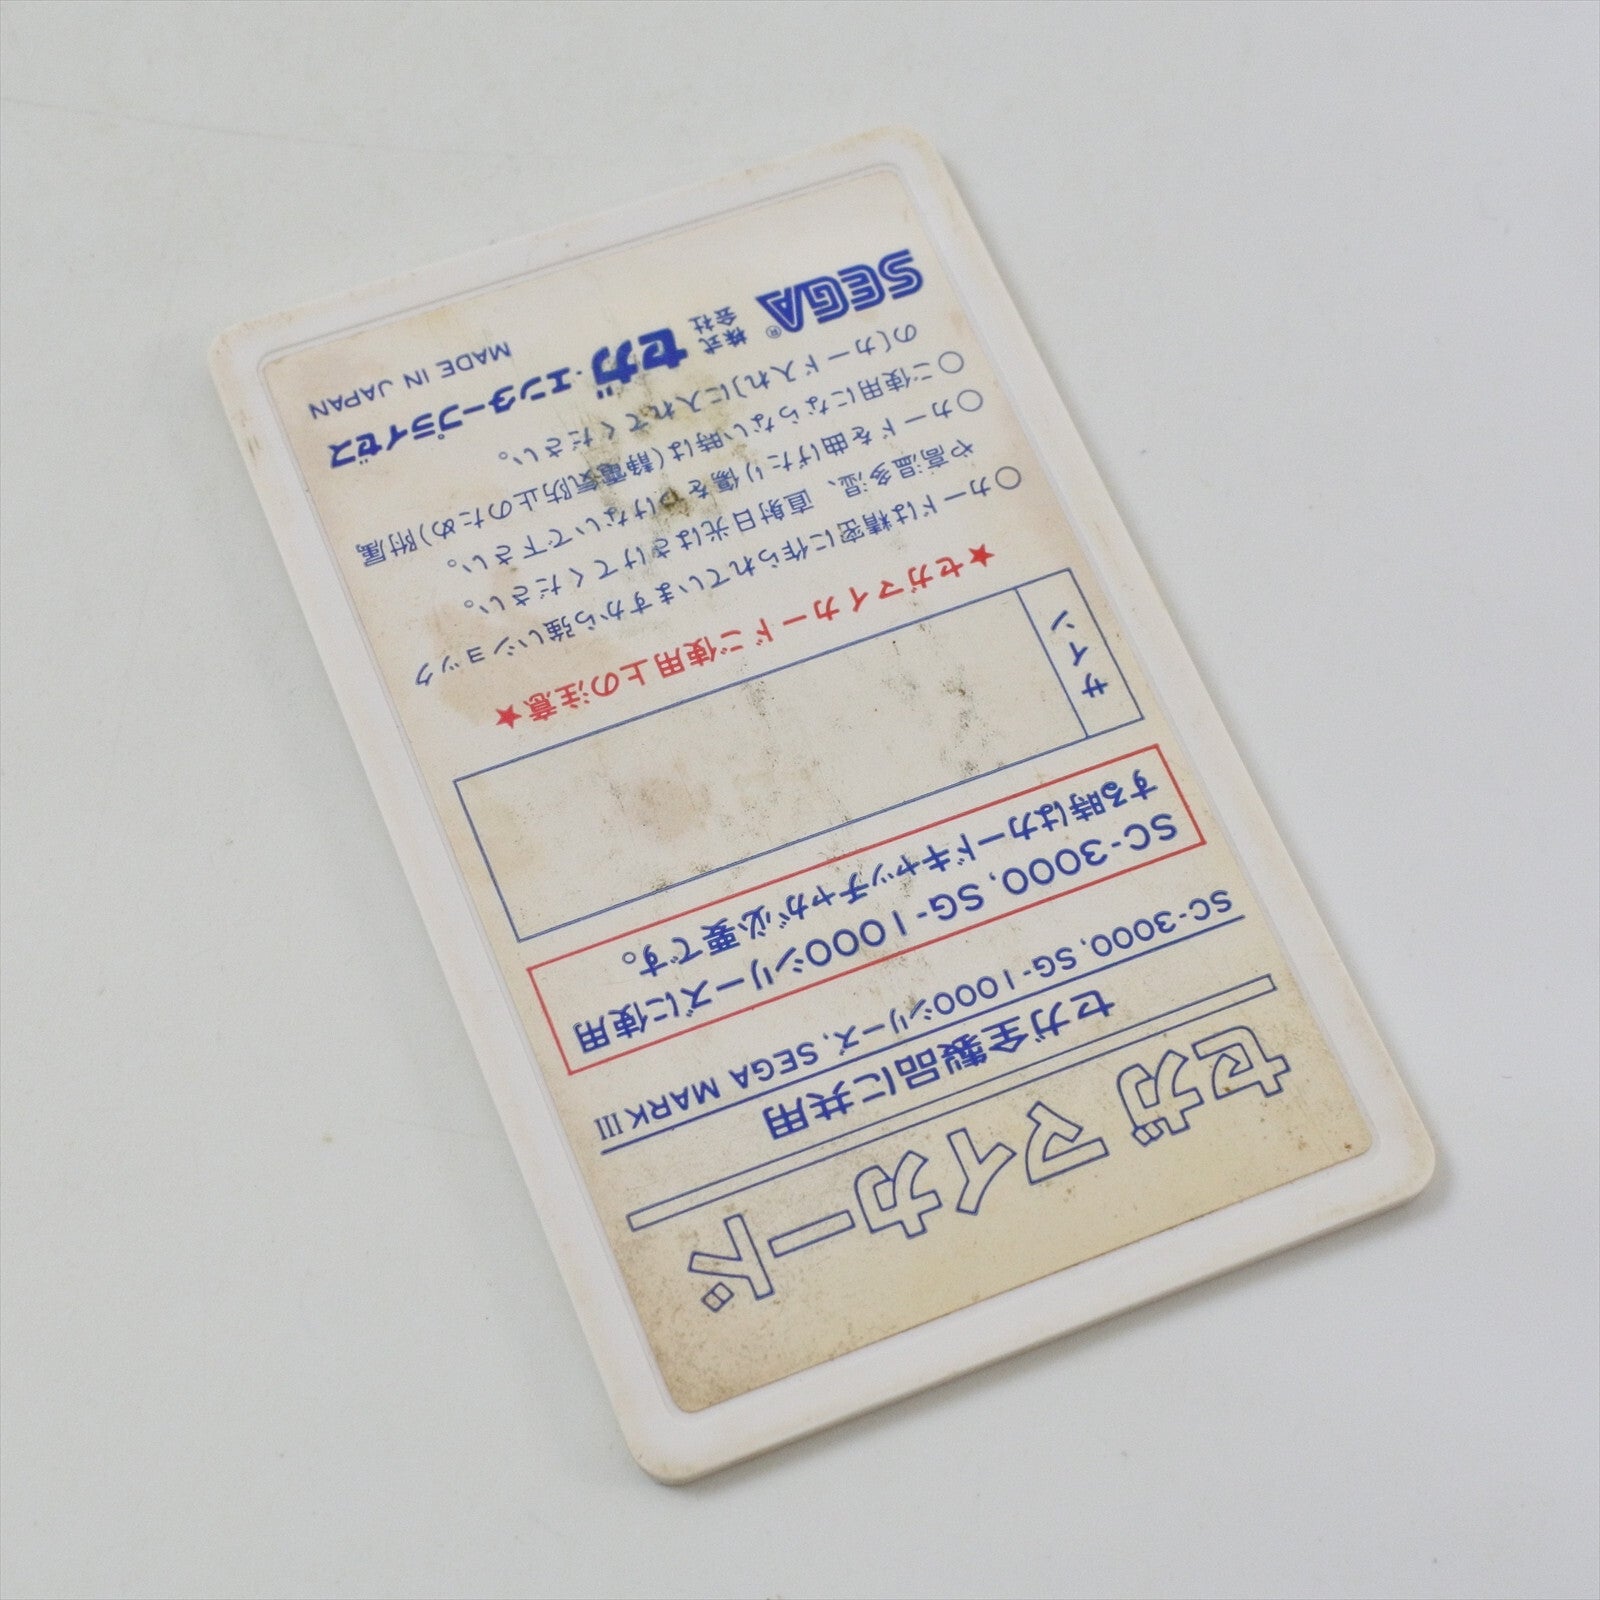 セガ マイカード
セガ全製品に共用
SC-3000, SG-1000シリーズ, SEGA MARK III
SC-3000, SG-1000シリーズに使用
する時はカードキャッチャが必要です。
サイン
★セガマイカードご使用上の注意★
○カードは精密に作られていますから強いショック
や高温多湿、直射日光はさけてください。
○カードを曲げたり傷をつけないで下さい。
○ご使用にならない時は(静電気防止のため)附属
の(カード入れ)に入れてください。
SEGA® 株式会社 セガ・エンタープライゼス
MADE IN JAPAN